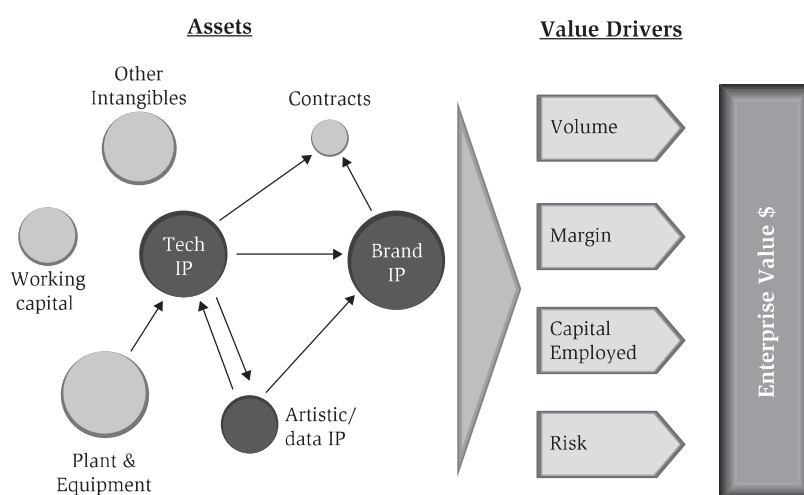 Assets
Value Drivers
Other
Intangibles
Contracts
Volume
Tech
IP
Brand
IP
Margin
Working
capital
Capital
Employed
Enterprise Value $
Artistic/
data IP
Risk
Plant &
Equipment